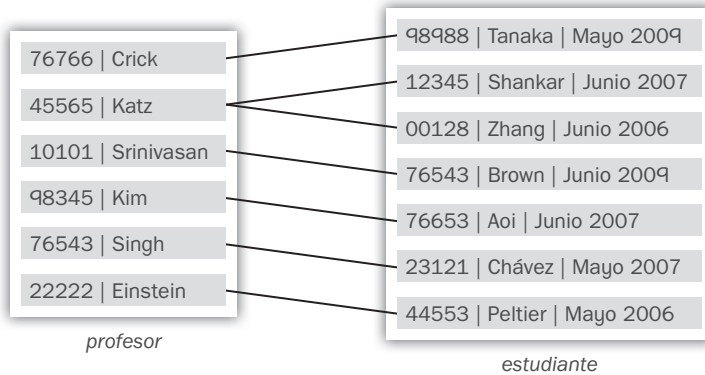 76766 | Crick
45565 | Katz
10101 | Srinivasan
98345 | Kim
76543 | Singh
22222 | Einstein
profesor
98988 | Tanaka | Mayo 2009
12345 | Shankar | Junio 2007
00128 | Zhang | Junio 2006
76543 | Brown | Junio 2009
76653 | Aoi | Junio 2007
23121 | Chávez | Mayo 2007
44553 | Peltier | Mayo 2006
estudiante